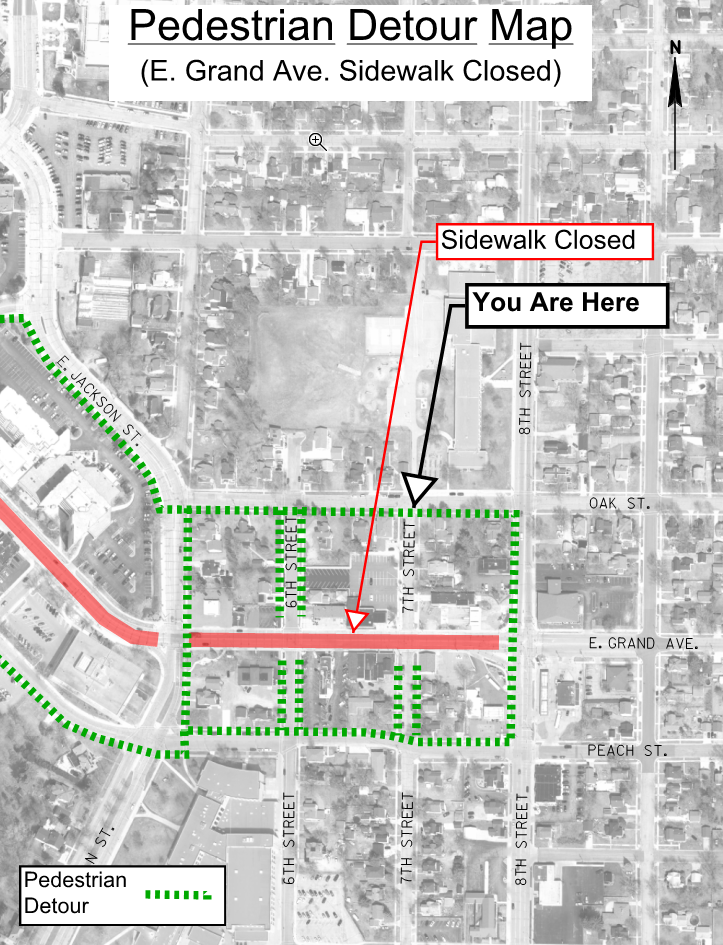 Pedestrian Detour Map
(E. Grand Ave. Sidewalk Closed)
N
Sidewalk Closed
You Are Here
E. JACKSON ST.
8TH STREET
OAK ST.
6TH STREET
7TH STREET
E. GRAND AVE.
PEACH ST.
N ST.
6TH STREET
7TH STREET
8TH STREET
Pedestrian
Detour